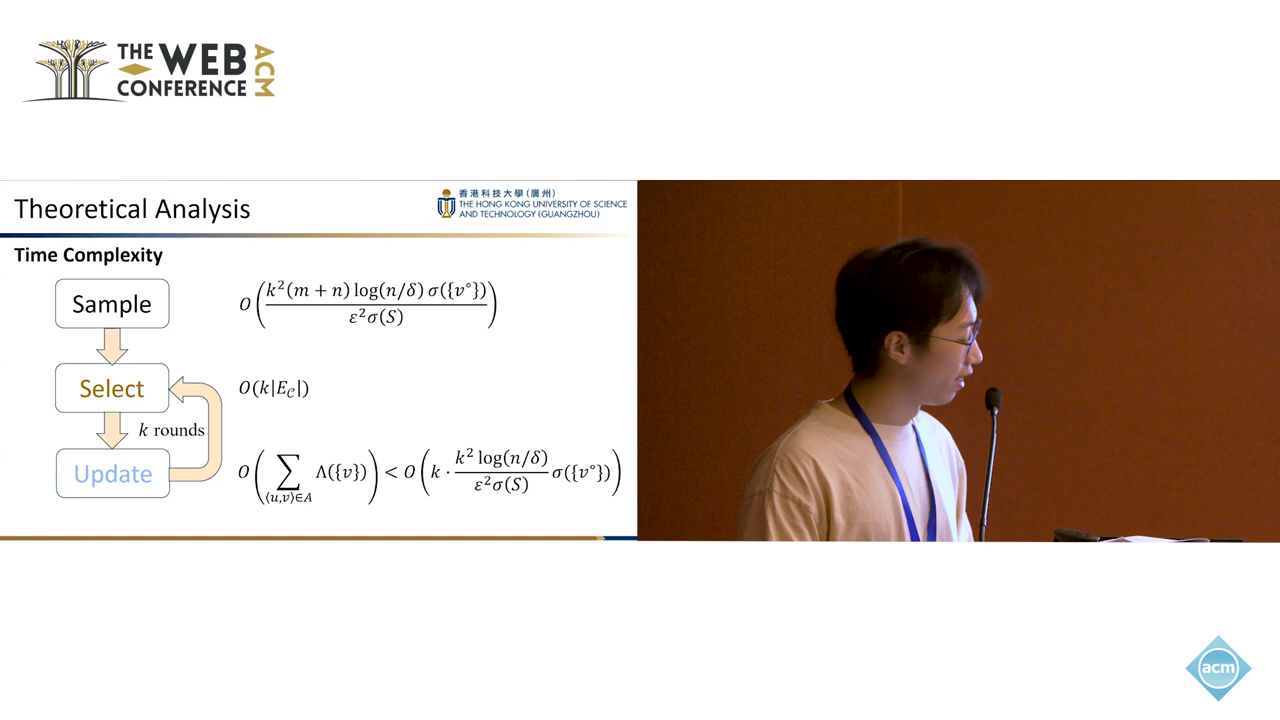 THE WEB
CONFERENCE
ACM
Theoretical Analysis
香港科技大學(廣州)
THE HONG KONG UNIVERSITY OF SCIENCE
AND TECHNOLOGY (GUANGZHOU)
Time Complexity
Sample
O(k²(m + n) log(n/δ) σ({v°}) / ε²σ(S))
Select
O(k|E_C|)
k rounds
Update
O(∑_{⟨u,v⟩∈A} Λ({v})) < O(k · k² log(n/δ) / ε²σ(S) σ({v°}))
acm